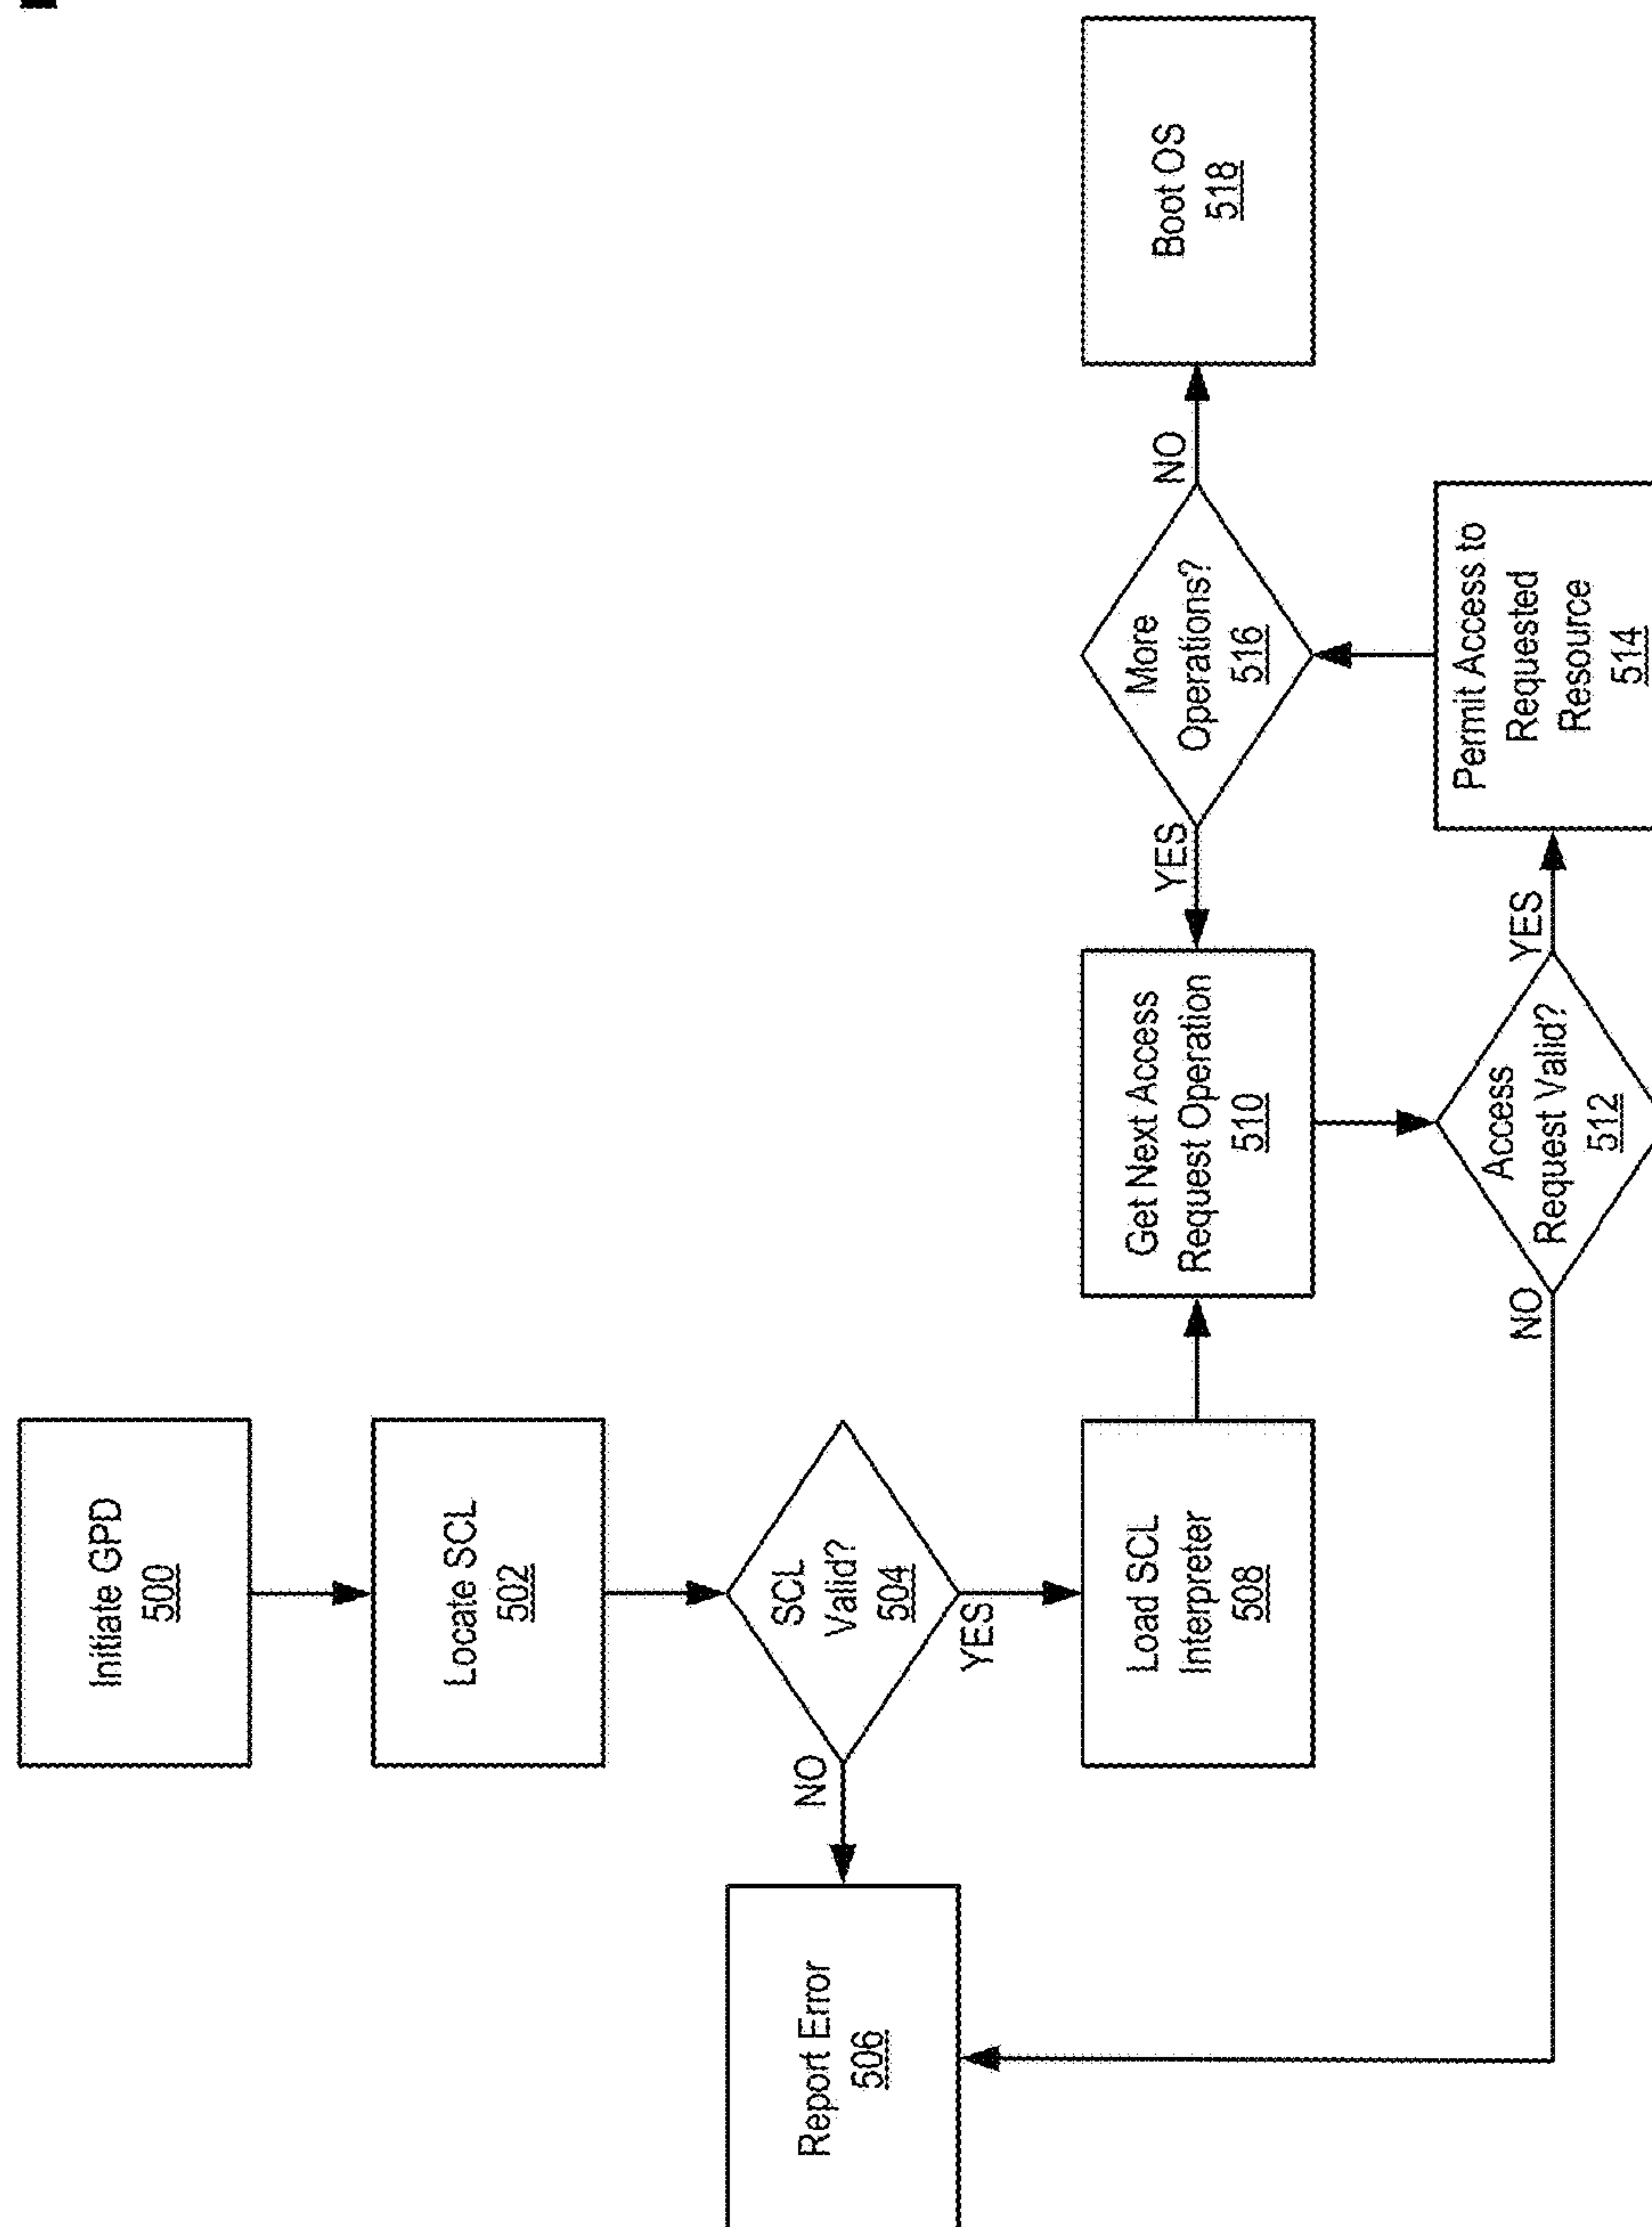 Initiate GPD
500
Locate SCL
502
SCL
Valid?
504
NO
YES
Report Error
506
Load SCL
Interpreter
508
Get Next Access
Request Operation
510
Access
Request Valid?
512
NO
YES
Permit Access to
Requested
Resource
514
More
Operations?
516
YES
NO
Boot OS
518